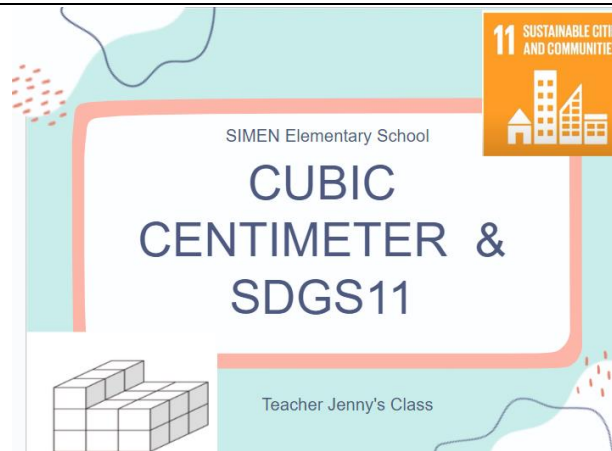 11 SUSTAINABLE CITI
AND COMMUNITIE
SIMEN Elementary School
CUBIC
CENTIMETER &
SDGS11
Teacher Jenny's Class